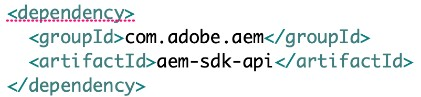 <dependency>
<groupId>com.adobe.aem</groupId>
<artifactId>aem-sdk-api</artifactId>
</dependency>